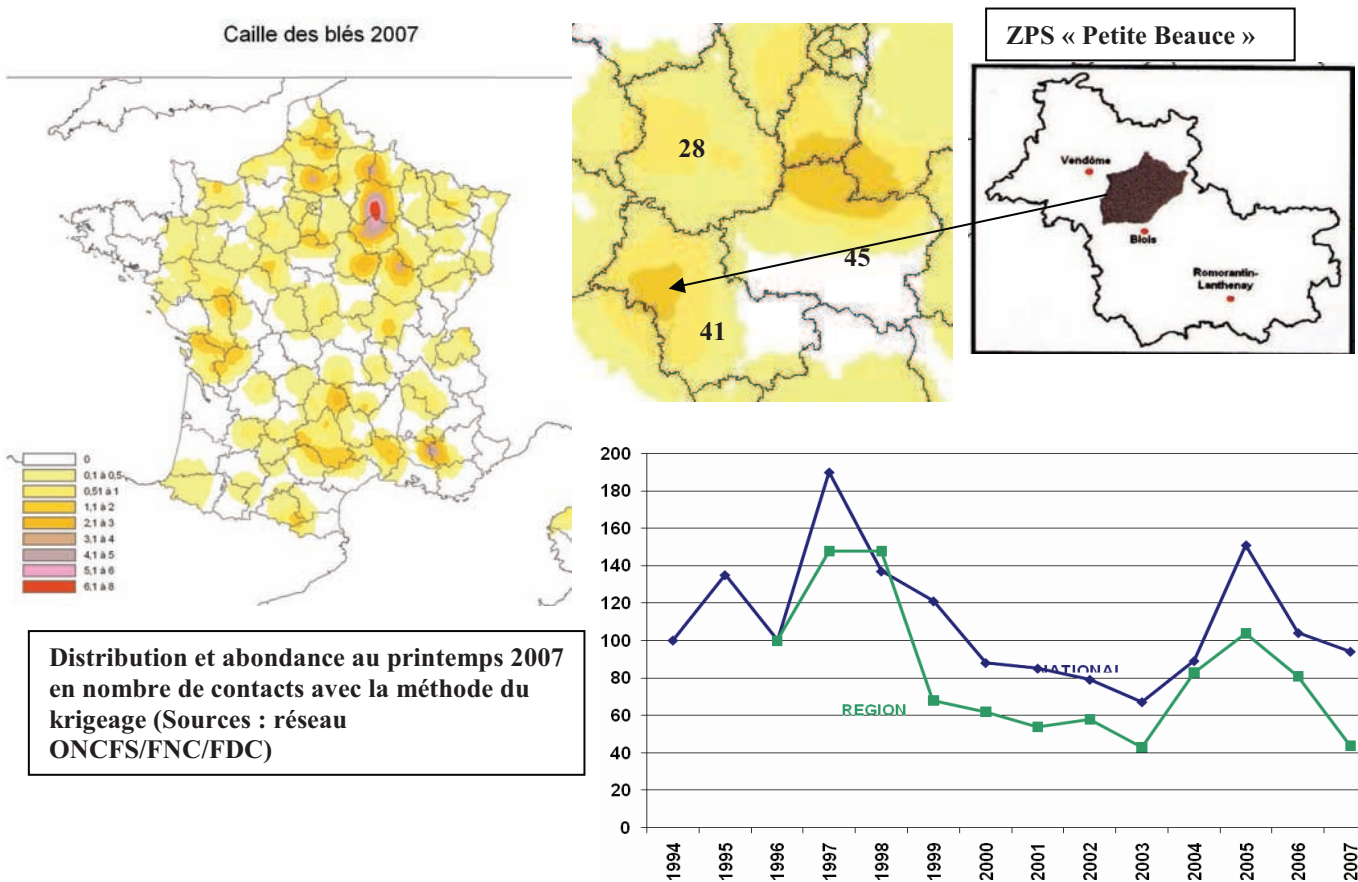 Caille des blés 2007
0
0,1 à 0,5
0,51 à 1
1,1 à 2
2,1 à 3
3,1 à 4
4,1 à 5
5,1 à 6
6,1 à 8
28
45
41
ZPS « Petite Beauce »
Vendôme
Blois
Romorantin-
Lanthenay
Distribution et abondance au printemps 2007
en nombre de contacts avec la méthode du
krigeage (Sources : réseau
ONCFS/FNC/FDC)
200
180
160
140
120
100
80
60
40
20
0
NATIONAL
REGION
1994
1995
1996
1997
1998
1999
2000
2001
2002
2003
2004
2005
2006
2007